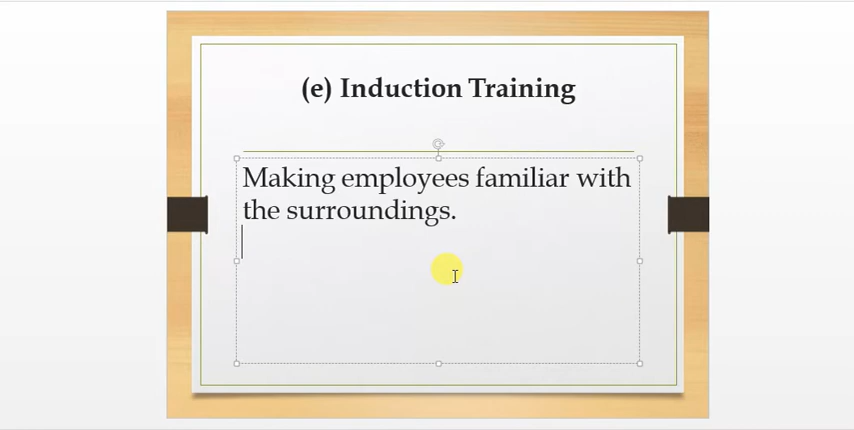 (e) Induction Training
Making employees familiar with
the surroundings.